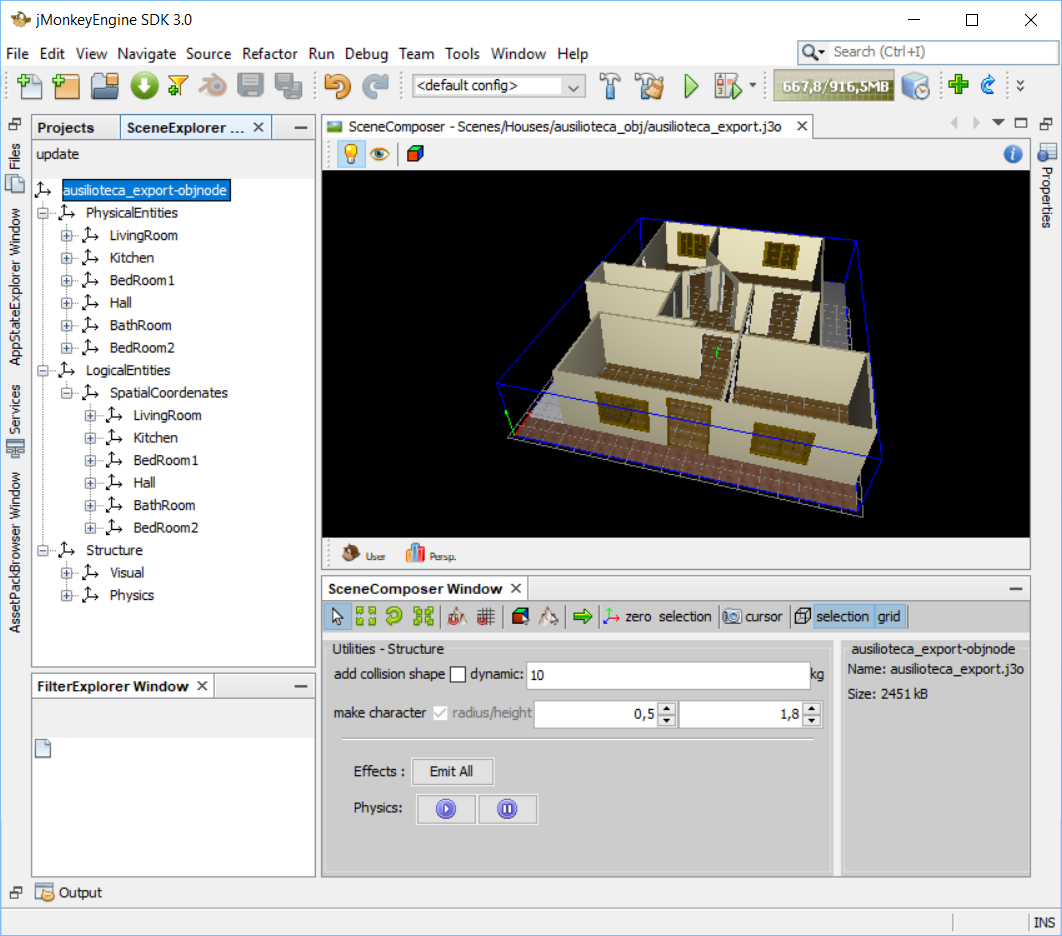 jMonkeyEngine SDK 3.0
File Edit View Navigate Source Refactor Run Debug Team Tools Window Help
Search (Ctrl+I)
<default config>
667,8/916,5MB
Files
AppStateExplorer Window
Services
AssetPackBrowser Window
Projects
SceneExplorer ...
update
ausilioteca_export-objnode
PhysicalEntities
LivingRoom
Kitchen
BedRoom1
Hall
BathRoom
BedRoom2
LogicalEntities
SpatialCoordenates
LivingRoom
Kitchen
BedRoom1
Hall
BathRoom
BedRoom2
Structure
Visual
Physics
FilterExplorer Window
SceneComposer - Scenes/Houses/ausilioteca_obj/ausilioteca_export.j3o
Properties
User
Persp.
SceneComposer Window
zero selection cursor selection grid
Utilities - Structure
add collision shape dynamic: 10 kg
make character radius/height 0,5 1,8
Effects : Emit All
Physics:
ausilioteca_export-objnode
Name: ausilioteca_export.j3o
Size: 2451 kB
Output
INS